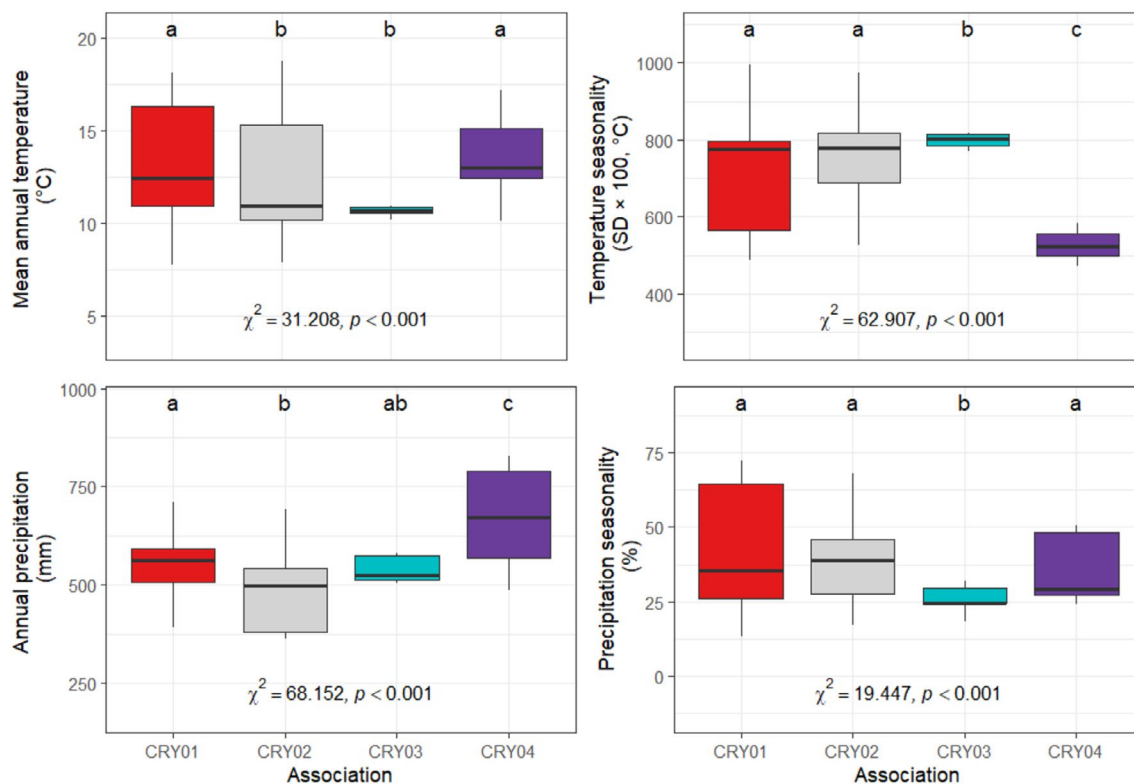 Mean annual temperature
(°C)
20
15
10
5
a b b a
χ² = 31.208, p < 0.001
Temperature seasonality
(SD × 100, °C)
1000
800
600
400
a a b c
χ² = 62.907, p < 0.001
Annual precipitation
(mm)
1000
750
500
250
a b ab c
χ² = 68.152, p < 0.001
CRY01 CRY02 CRY03 CRY04
Association
Precipitation seasonality
(%)
75
50
25
0
a a b a
χ² = 19.447, p < 0.001
CRY01 CRY02 CRY03 CRY04
Association